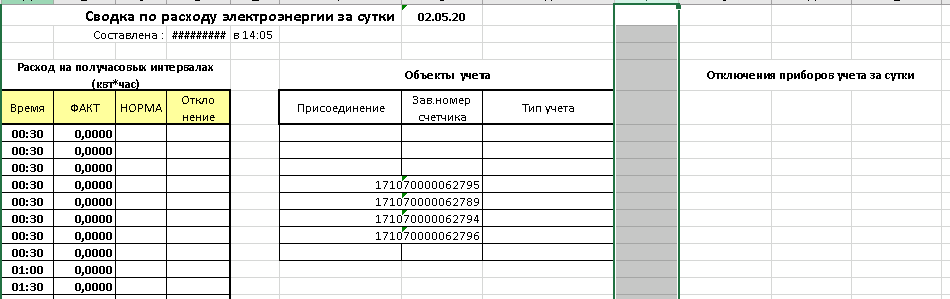 Сводка по расходу электроэнергии за сутки 02.05.20
Составлена : ######### в 14:05
Расход на получасовых интервалах
(квт*час)
Объекты учета
Отключения приборов учета за сутки
Время ФАКТ НОРМА Откло
нение
Присоединение Зав.номер
счетчика
Тип учета
00:30 0,0000
00:30 0,0000
00:30 0,0000
00:30 0,0000 171070000062795
00:30 0,0000 171070000062789
00:30 0,0000 171070000062794
00:30 0,0000 171070000062796
00:30 0,0000
01:00 0,0000
01:30 0,0000